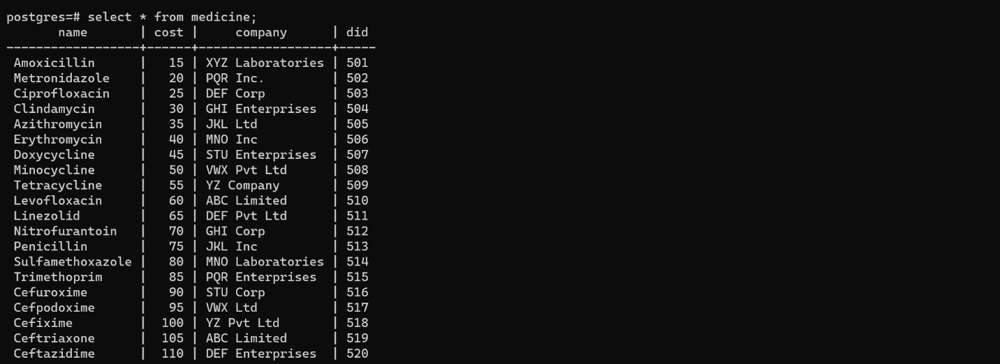 postgres=# select * from medicine;
       name       | cost |     company      | did
------------------+------+------------------+-----
 Amoxicillin      |   15 | XYZ Laboratories | 501
 Metronidazole    |   20 | PQR Inc.         | 502
 Ciprofloxacin    |   25 | DEF Corp         | 503
 Clindamycin      |   30 | GHI Enterprises  | 504
 Azithromycin     |   35 | JKL Ltd          | 505
 Erythromycin     |   40 | MNO Inc          | 506
 Doxycycline      |   45 | STU Enterprises  | 507
 Minocycline      |   50 | VWX Pvt Ltd      | 508
 Tetracycline     |   55 | YZ Company       | 509
 Levofloxacin     |   60 | ABC Limited      | 510
 Linezolid        |   65 | DEF Pvt Ltd      | 511
 Nitrofurantoin   |   70 | GHI Corp         | 512
 Penicillin       |   75 | JKL Inc          | 513
 Sulfamethoxazole |   80 | MNO Laboratories | 514
 Trimethoprim     |   85 | PQR Enterprises  | 515
 Cefuroxime       |   90 | STU Corp         | 516
 Cefpodoxime      |   95 | VWX Ltd          | 517
 Cefixime         |  100 | YZ Pvt Ltd       | 518
 Ceftriaxone      |  105 | ABC Limited      | 519
 Ceftazidime      |  110 | DEF Enterprises  | 520